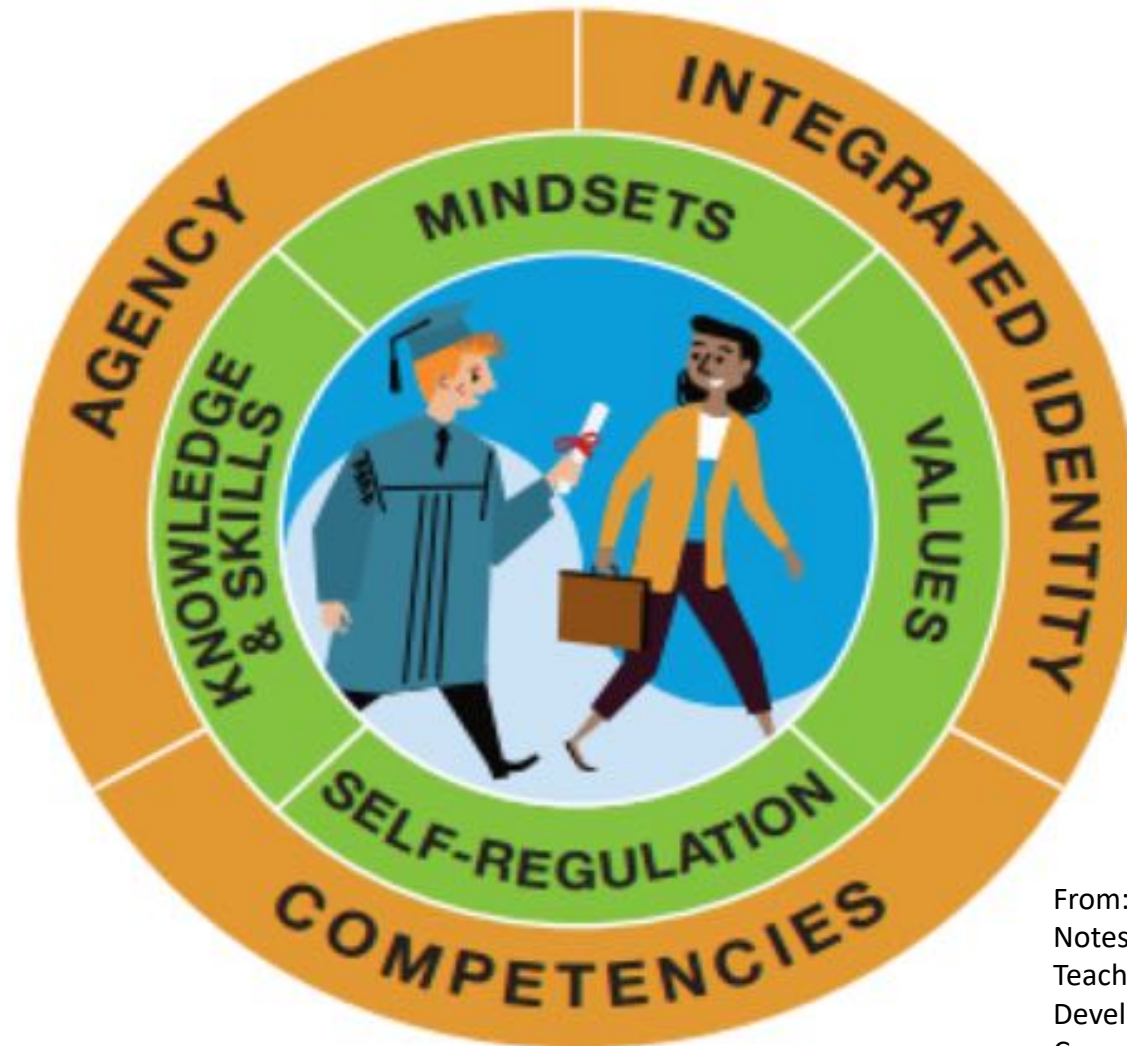 AGENCY
INTEGRATED IDENTITY
COMPETENCIES
MINDSETS
VALUES
SELF-REGULATION
KNOWLEDGE
& SKILLS
From:
Notes
Teach
Devel